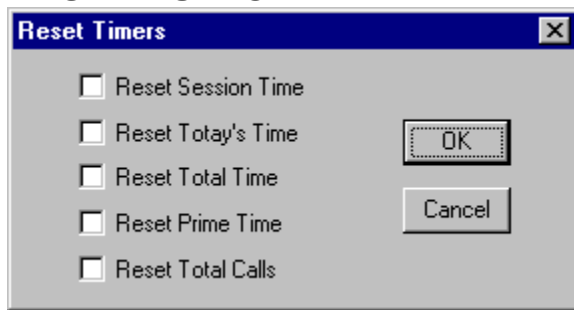 Reset Timers
Reset Session Time
Reset Totay's Time
OK
Reset Total Time
Reset Prime Time
Cancel
Reset Total Calls